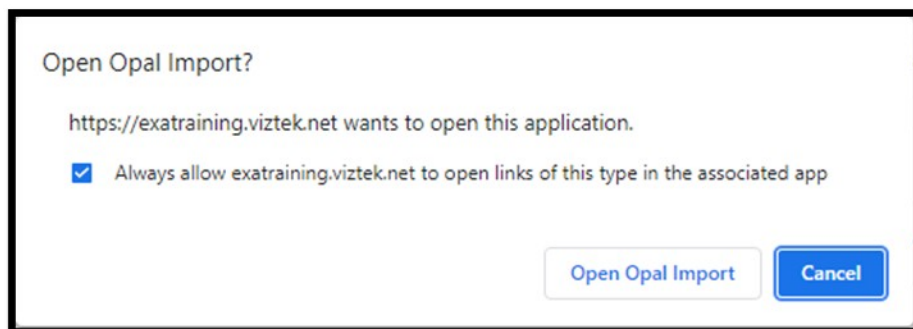 Open Opal Import?
https://exatraining.viztek.net wants to open this application.
Always allow exatraining.viztek.net to open links of this type in the associated app
Open Opal Import
Cancel